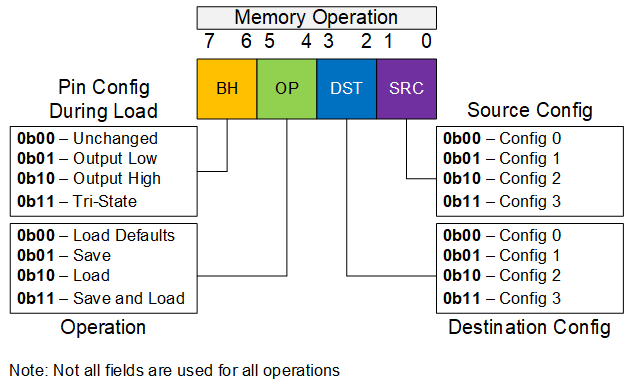 Memory Operation
7 6 5 4 3 2 1 0
BH OP DST SRC
Pin Config
During Load
0b00 – Unchanged
0b01 – Output Low
0b10 – Output High
0b11 – Tri-State
0b00 – Load Defaults
0b01 – Save
0b10 – Load
0b11 – Save and Load
Operation
Source Config
0b00 – Config 0
0b01 – Config 1
0b10 – Config 2
0b11 – Config 3
0b00 – Config 0
0b01 – Config 1
0b10 – Config 2
0b11 – Config 3
Destination Config
Note: Not all fields are used for all operations